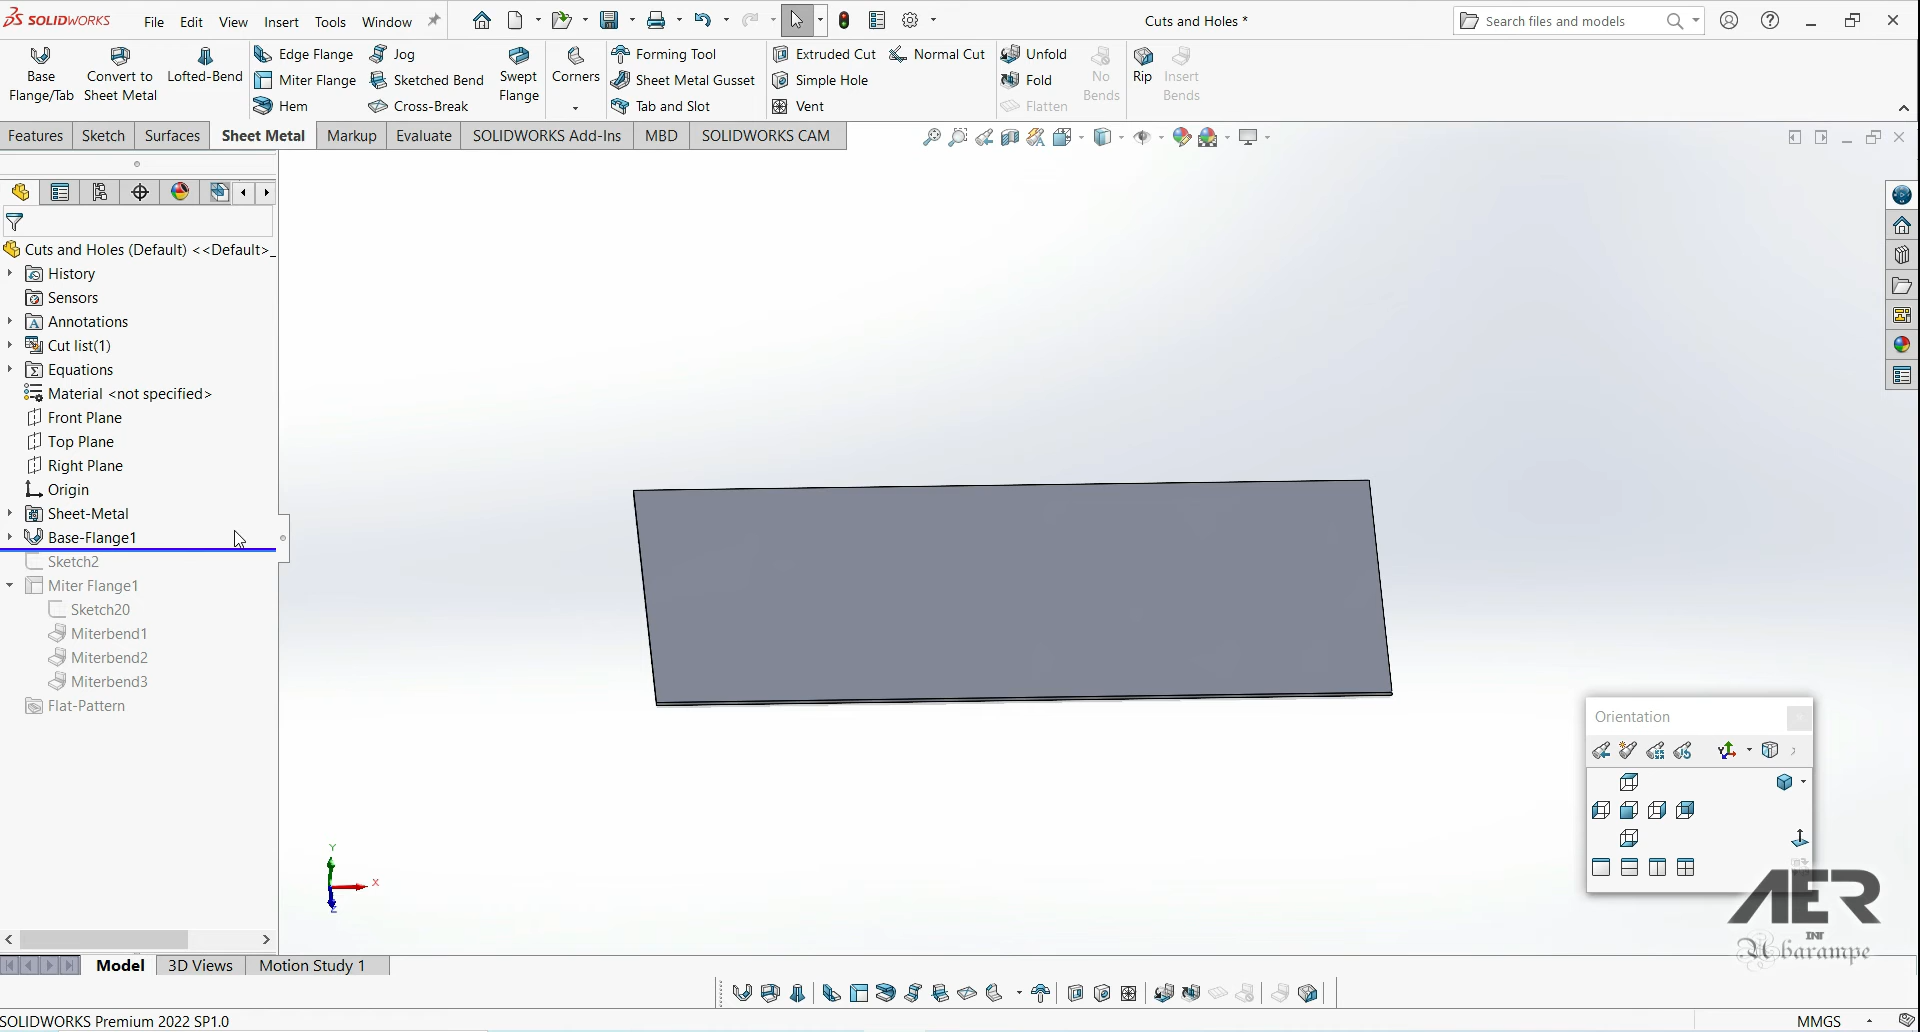 SOLIDWORKS File Edit View Insert Tools Window Cuts and Holes * Search files and models
Base Flange/Tab
Convert to Sheet Metal
Lofted-Bend
Edge Flange
Miter Flange
Hem
Jog
Sketched Bend
Cross-Break
Swept Flange
Corners
Forming Tool
Sheet Metal Gusset
Tab and Slot
Extruded Cut
Simple Hole
Vent
Normal Cut
Unfold
Fold
Flatten
No Bends
Rip
Insert Bends
Features Sketch Surfaces Sheet Metal Markup Evaluate SOLIDWORKS Add-Ins MBD SOLIDWORKS CAM
Cuts and Holes (Default) <<Default>_
History
Sensors
Annotations
Cut list(1)
Equations
Material <not specified>
Front Plane
Top Plane
Right Plane
Origin
Sheet-Metal
Base-Flange1
Sketch2
Miter Flange1
Sketch20
Miterbend1
Miterbend2
Miterbend3
Flat-Pattern
Orientation
Y
X
Z
AER
INT
Abarampe
Model 3D Views Motion Study 1
SOLIDWORKS Premium 2022 SP1.0 MMGS